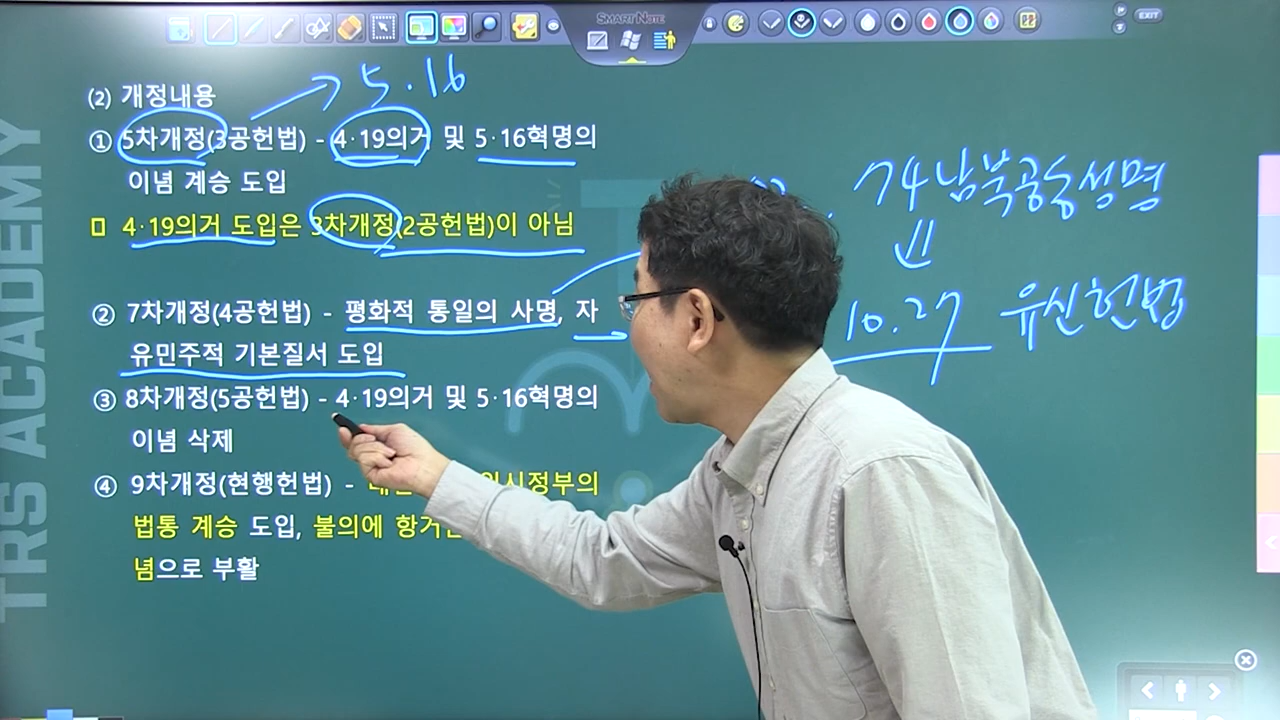 SMART NOTE
EXIT
(2) 개정내용
5.16
① 5차개정(3공헌법) - 4·19의거 및 5·16혁명의
이념 계승 도입
4·19의거 도입은 3차개정(2공헌법)이 아님
74남북공동성명
② 7차개정(4공헌법) - 평화적 통일의 사명, 자
유민주적 기본질서 도입
10.27 유신헌법
③ 8차개정(5공헌법) - 4·19의거 및 5·16혁명의
이념 삭제
④ 9차개정(현행헌법) - 시정부의
법통 계승 도입, 불의에 항거
념으로 부활
TRS ACADEMY